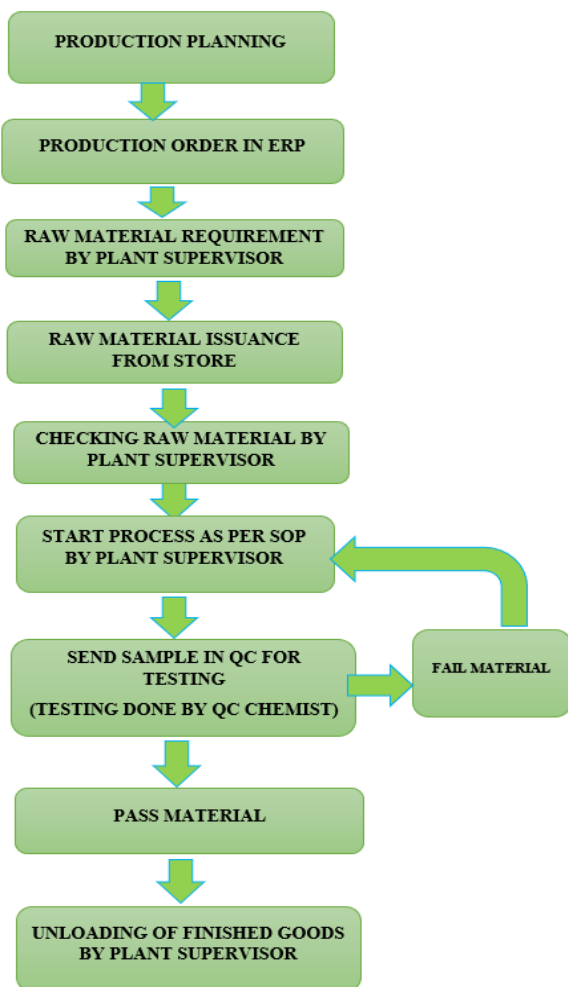 PRODUCTION PLANNING
PRODUCTION ORDER IN ERP
RAW MATERIAL REQUIREMENT
BY PLANT SUPERVISOR
RAW MATERIAL ISSUANCE
FROM STORE
CHECKING RAW MATERIAL BY
PLANT SUPERVISOR
START PROCESS AS PER SOP
BY PLANT SUPERVISOR
SEND SAMPLE IN QC FOR
TESTING
(TESTING DONE BY QC CHEMIST)
FAIL MATERIAL
PASS MATERIAL
UNLOADING OF FINISHED GOODS
BY PLANT SUPERVISOR